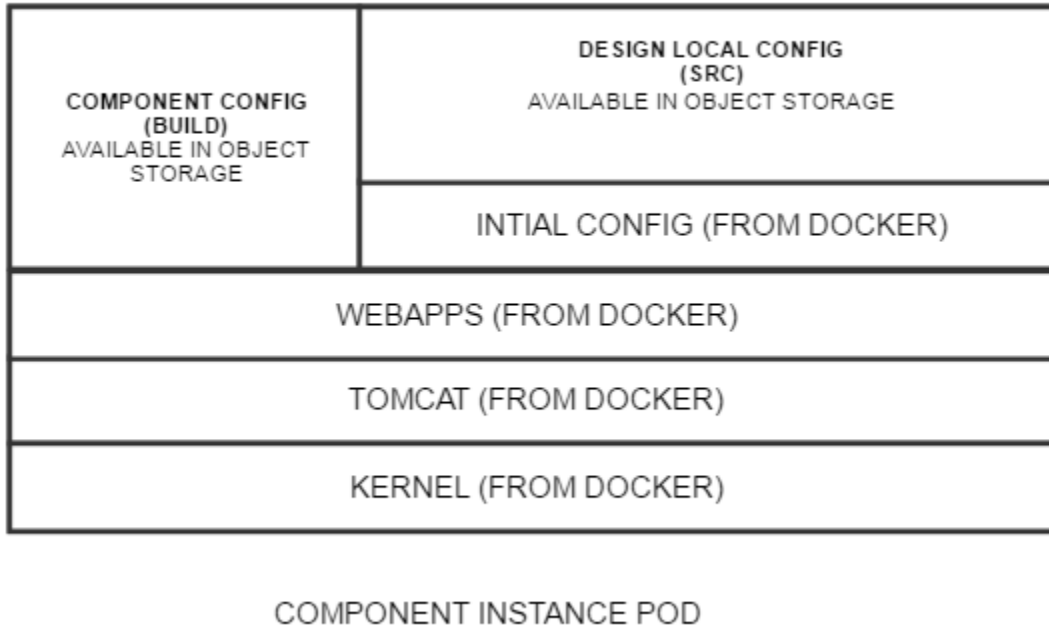 COMPONENT CONFIG
(BUILD)
AVAILABLE IN OBJECT
STORAGE
DESIGN LOCAL CONFIG
(SRC)
AVAILABLE IN OBJECT STORAGE
INTIAL CONFIG (FROM DOCKER)
WEBAPPS (FROM DOCKER)
TOMCAT (FROM DOCKER)
KERNEL (FROM DOCKER)
COMPONENT INSTANCE POD